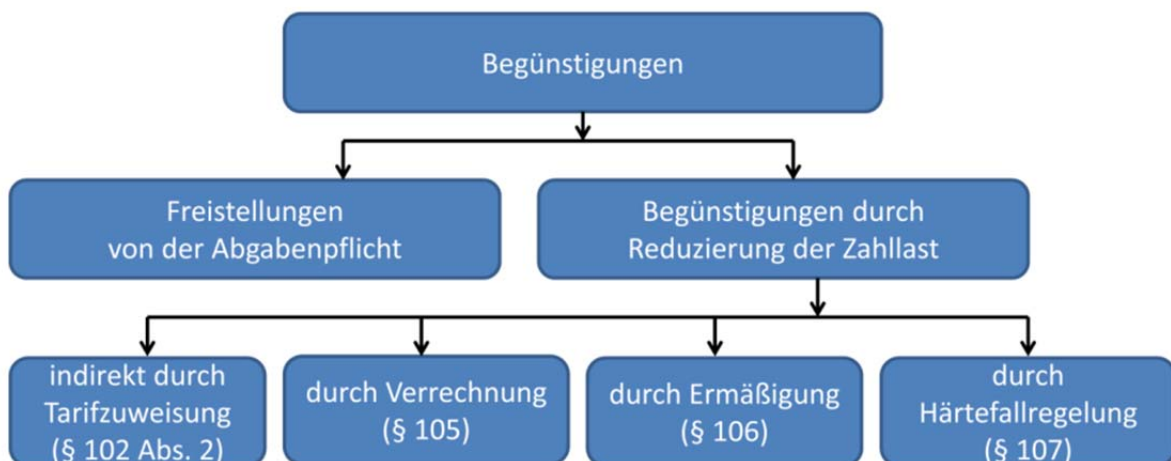 Begünstigungen
Freistellungen
von der Abgabenpflicht
Begünstigungen durch
Reduzierung der Zahllast
indirekt durch
Tarifzuweisung
(§ 102 Abs. 2)
durch Verrechnung
(§ 105)
durch Ermäßigung
(§ 106)
durch
Härtefallregelung
(§ 107)